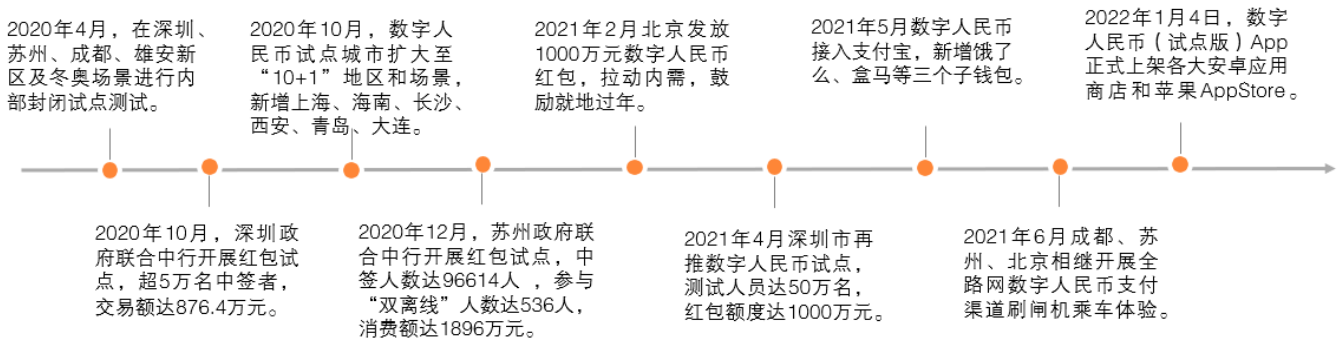 2020年4月，在深圳、
苏州、成都、雄安新
区及冬奥场景进行内
部封闭试点测试。
2020年10月，深圳政
府联合中行开展红包试
点，超5万名中签者，
交易额达876.4万元。
2020年10月，数字人
民币试点城市扩大至
“10+1”地区和场景，
新增上海、海南、长沙、
西安、青岛、大连。
2020年12月，苏州政府联
合中行开展红包试点，中
签人数达96614人 ，参与
“双离线”人数达536人，
消费额达1896万元。
2021年2月北京发放
1000万元数字人民币
红包，拉动内需，鼓
励就地过年。
2021年4月深圳市再
推数字人民币试点，
测试人员达50万名，
红包额度达1000万元。
2021年5月数字人民币
接入支付宝，新增饿了
么、盒马等三个子钱包。
2021年6月成都、苏
州、北京相继开展全
路网数字人民币支付
渠道刷闸机乘车体验。
2022年1月4日，数字
人民币（试点版）App
正式上架各大安卓应用
商店和苹果AppStore。